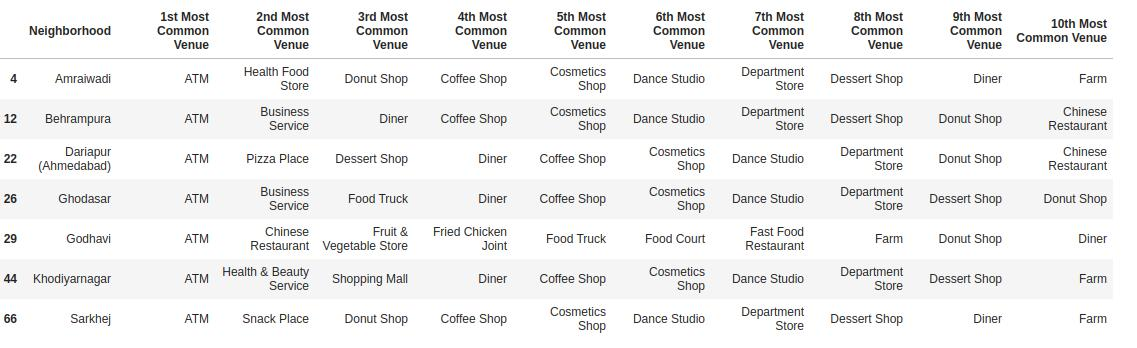 Neighborhood 1st Most Common Venue 2nd Most Common Venue 3rd Most Common Venue 4th Most Common Venue 5th Most Common Venue 6th Most Common Venue 7th Most Common Venue 8th Most Common Venue 9th Most Common Venue 10th Most Common Venue
4 Amraiwadi ATM Health Food Store Donut Shop Coffee Shop Cosmetics Shop Dance Studio Department Store Dessert Shop Diner Farm
12 Behrampura ATM Business Service Diner Coffee Shop Cosmetics Shop Dance Studio Department Store Dessert Shop Donut Shop Chinese Restaurant
22 Dariapur (Ahmedabad) ATM Pizza Place Dessert Shop Diner Coffee Shop Cosmetics Shop Dance Studio Department Store Donut Shop Chinese Restaurant
26 Ghodasar ATM Business Service Food Truck Diner Coffee Shop Cosmetics Shop Dance Studio Department Store Dessert Shop Donut Shop
29 Godhavi ATM Chinese Restaurant Fruit & Vegetable Store Fried Chicken Joint Food Truck Food Court Fast Food Restaurant Farm Donut Shop Diner
44 Khodiyarnagar ATM Health & Beauty Service Shopping Mall Diner Coffee Shop Cosmetics Shop Dance Studio Department Store Dessert Shop Farm
66 Sarkhej ATM Snack Place Donut Shop Coffee Shop Cosmetics Shop Dance Studio Department Store Dessert Shop Diner Farm